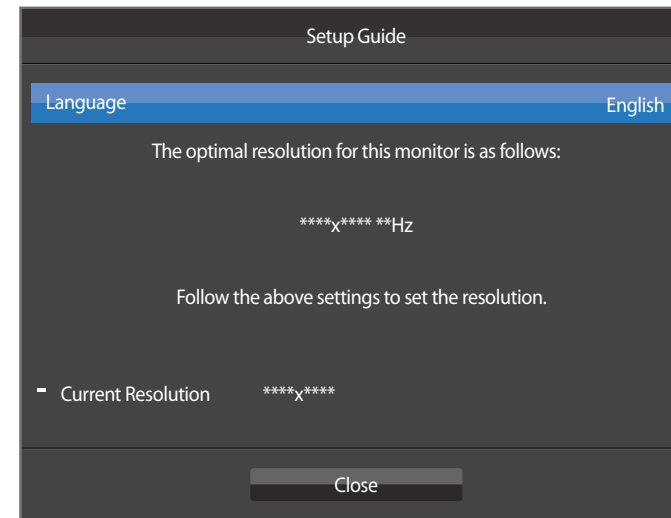 Setup Guide
Language English
The optimal resolution for this monitor is as follows:
****x**** **Hz
Follow the above settings to set the resolution.
- Current Resolution ****x****
Close